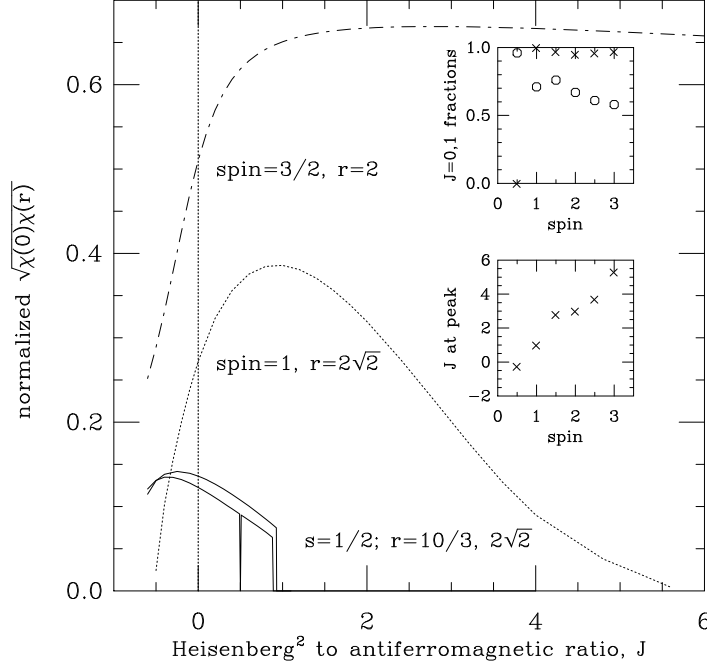 0.6
0.4
0.2
0.0
normalized √χ(0)χ(r)
spin=3/2, r=2
spin=1, r=2√2
s=1/2; r=10/3, 2√2
0 2 4 6
Heisenberg² to antiferromagnetic ratio, J
1.0
0.5
0.0
J=0,1 fractions
0 1 2 3
spin
6
4
2
0
−2
J at peak
0 1 2 3
spin